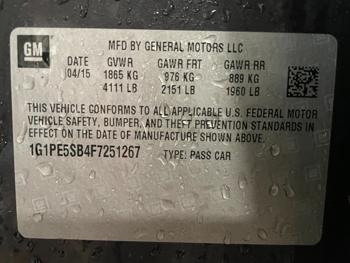 GM
MFD BY GENERAL MOTORS LLC
DATE GVWR GAWR FRT GAWR RR
04/15 1865 KG 976 KG 889 KG
4111 LB 2151 LB 1960 LB
THIS VEHICLE CONFORMS TO ALL APPLICABLE U.S. FEDERAL MOTOR
VEHICLE SAFETY, BUMPER, AND THEFT PREVENTION STANDARDS IN
EFFECT ON THE DATE OF MANUFACTURE SHOWN ABOVE.
1G1PE5SB4F7251267 TYPE: PASS CAR